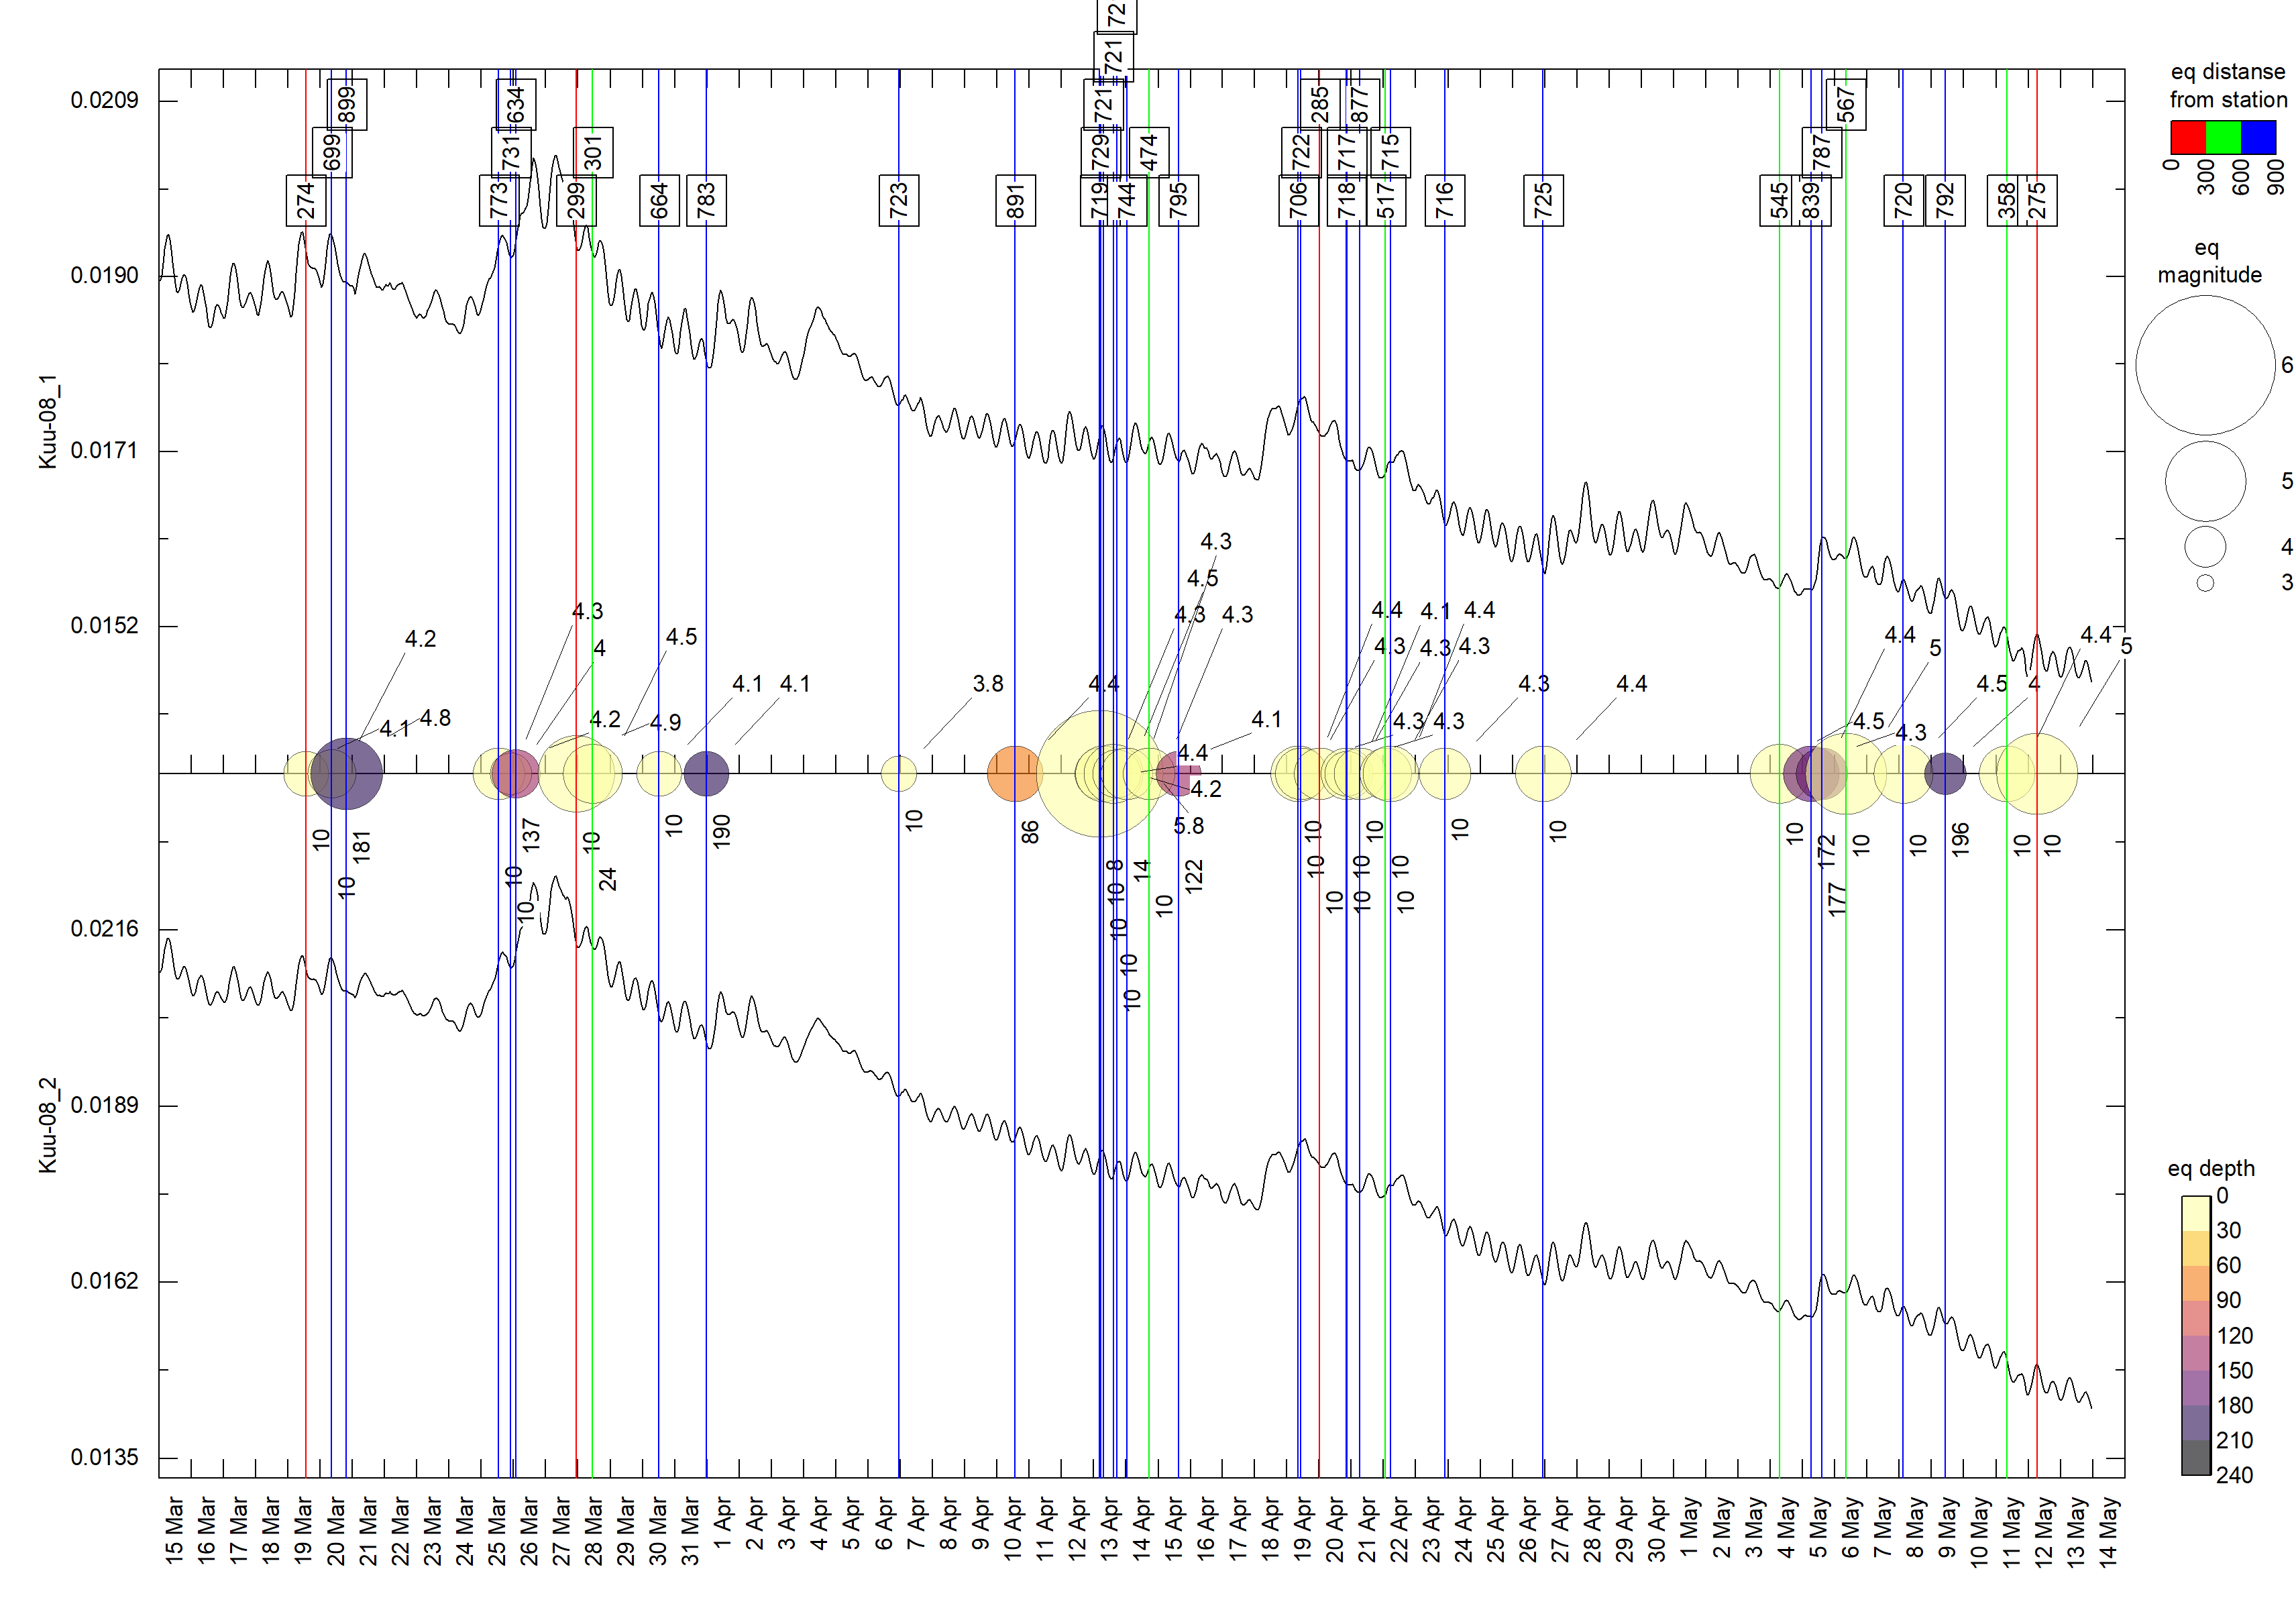 72
721
0.0209
899
634
721
285
877
567
eq distanse
from station
0
300
600
900
699
731
301
729
474
722
717
715
787
274
773
299
664
783
723
891
719
744
795
706
718
517
716
725
545
839
720
792
358
275
eq
magnitude
6
5
4
3
0.0190
Kuu-08_1
0.0171
0.0152
4.3
4.5
4.3
4.3
4.3
4.4
4.1
4.4
4.2
4
4.5
4.3
4.3
4.3
4.4
5
4.4
5
4.1
4.1
3.8
4.4
4.3
4.4
4.5
4
4.1
4.8
4.2
4.9
4.1
4.3
4.3
4.5
4.3
4.4
4.2
5.8
10
181
10
137
10
10
10
24
10
190
10
86
8
10
10
14
10
10
10
122
10
10
10
10
10
10
10
10
10
10
10
172
177
10
10
196
10
10
0.0216
Kuu-08_2
0.0189
0.0162
0.0135
eq depth
0
30
60
90
120
150
180
210
240
15 Mar
16 Mar
17 Mar
18 Mar
19 Mar
20 Mar
21 Mar
22 Mar
23 Mar
24 Mar
25 Mar
26 Mar
27 Mar
28 Mar
29 Mar
30 Mar
31 Mar
1 Apr
2 Apr
3 Apr
4 Apr
5 Apr
6 Apr
7 Apr
8 Apr
9 Apr
10 Apr
11 Apr
12 Apr
13 Apr
14 Apr
15 Apr
16 Apr
17 Apr
18 Apr
19 Apr
20 Apr
21 Apr
22 Apr
23 Apr
24 Apr
25 Apr
26 Apr
27 Apr
28 Apr
29 Apr
30 Apr
1 May
2 May
3 May
4 May
5 May
6 May
7 May
8 May
9 May
10 May
11 May
12 May
13 May
14 May